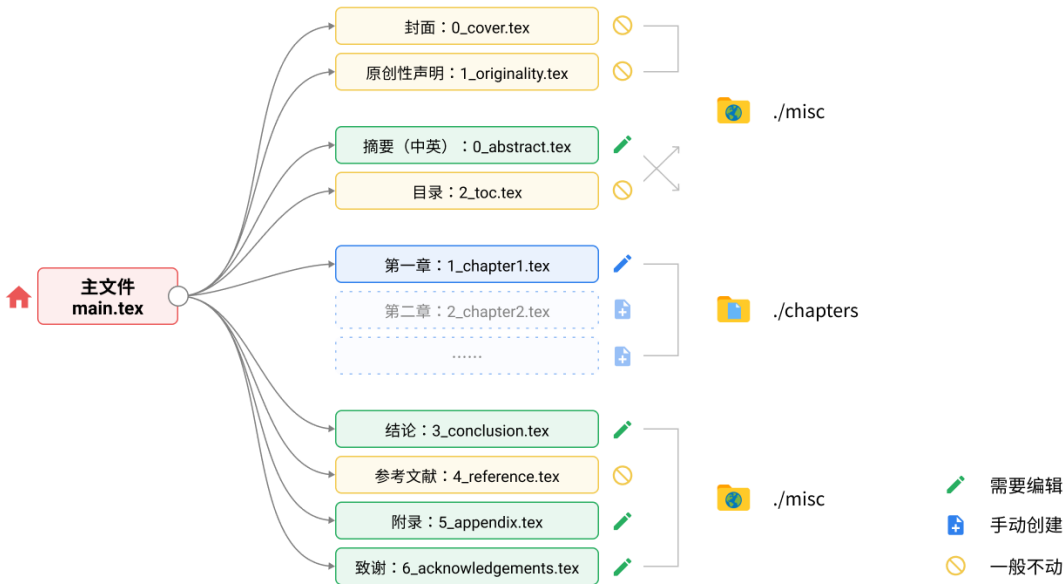 封面：0_cover.tex
原创性声明：1_originality.tex
./misc
摘要（中英）：0_abstract.tex
目录：2_toc.tex
主文件
main.tex
第一章：1_chapter1.tex
第二章：2_chapter2.tex
······
./chapters
结论：3_conclusion.tex
参考文献：4_reference.tex
附录：5_appendix.tex
致谢：6_acknowledgements.tex
./misc
需要编辑
手动创建
一般不动